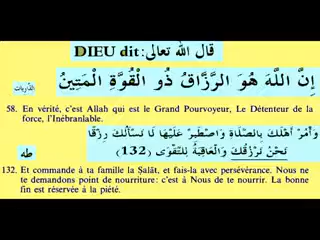 قال الله تعالى: DIEU dit
إِنَّ اللَّهَ هُوَ الرَّزَّاقُ ذُو الْقُوَّةِ الْمَتِينُ
الذاريات
58. En vérité, c'est Allah qui est le Grand Pourvoyeur, Le Détenteur de
la force, l'Inébranlable.
وَأْمُرْ أَهْلَكَ بِالصَّلَاةِ وَاصْطَبِرْ عَلَيْهَا لَا نَسْأَلُكَ رِزْقًا
نَحْنُ نَرْزُقُكَ وَالْعَاقِبَةُ لِلتَّقْوَى (132)
طه
132. Et commande à ta famille la Ṣalāt, et fais-la avec persévérance. Nous ne
te demandons point de nourriture: c'est à Nous de te nourrir. La bonne
fin est réservée à la piété.